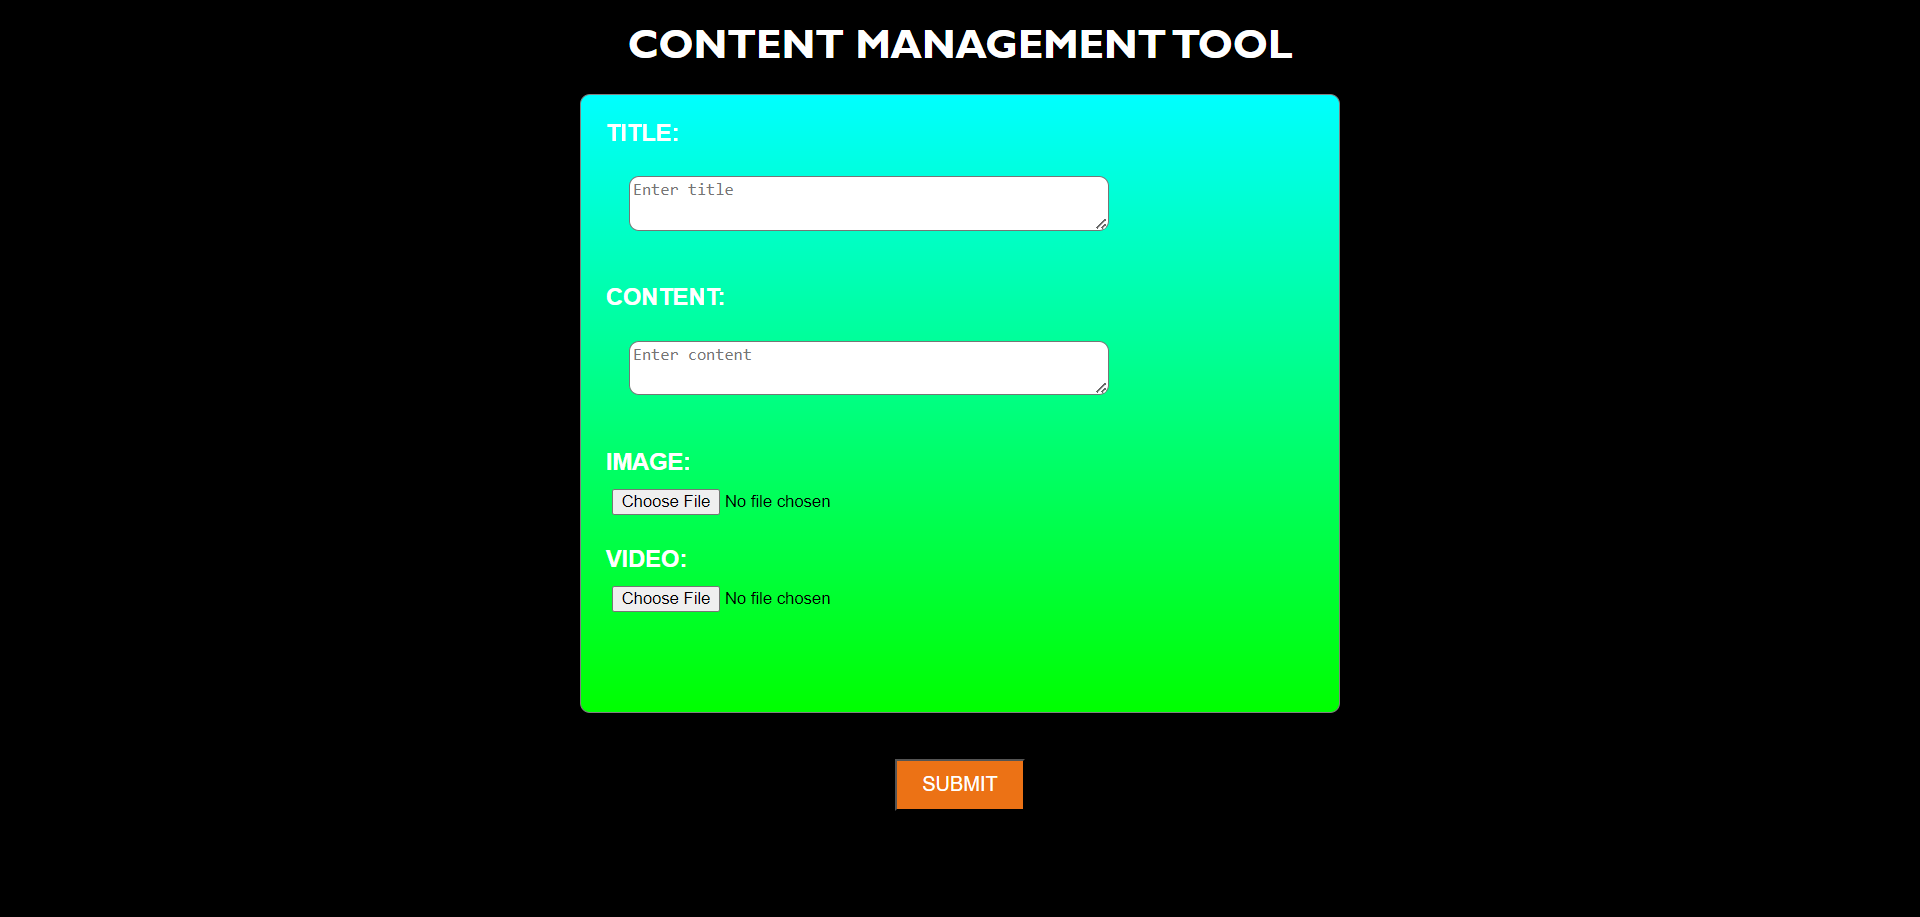 CONTENT MANAGEMENT TOOL
TITLE:
Enter title
CONTENT:
Enter content
IMAGE:
Choose File No file chosen
VIDEO:
Choose File No file chosen
SUBMIT